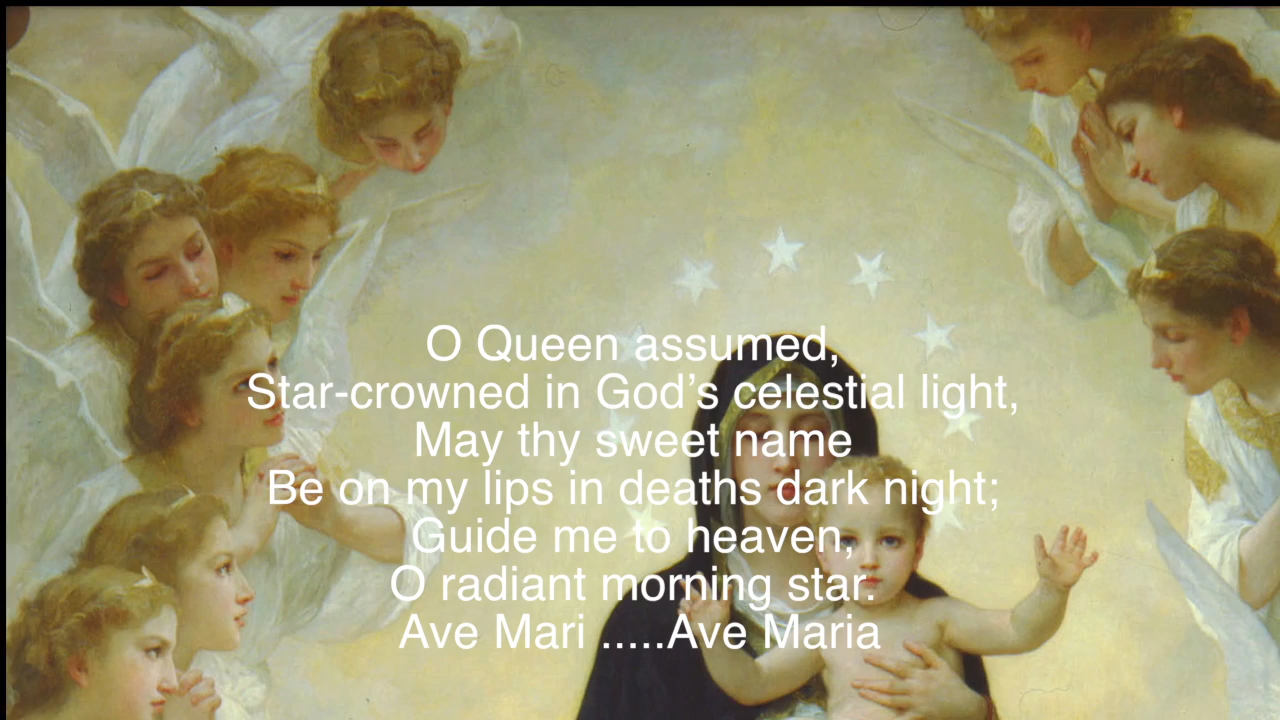 O Queen assumed,
Star-crowned in God’s celestial light,
May thy sweet name
Be on my lips in deaths dark night;
Guide me to heaven,
O radiant morning star.
Ave Mari .....Ave Maria